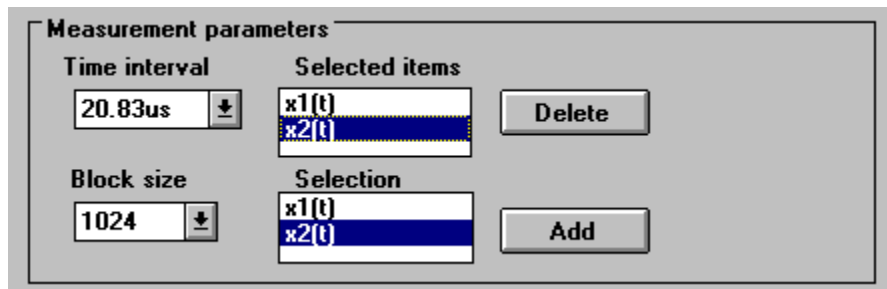 Measurement parameters
Time interval Selected items
20.83us x1(t) Delete
x2(t)
Block size Selection
1024 x1(t) Add
x2(t)